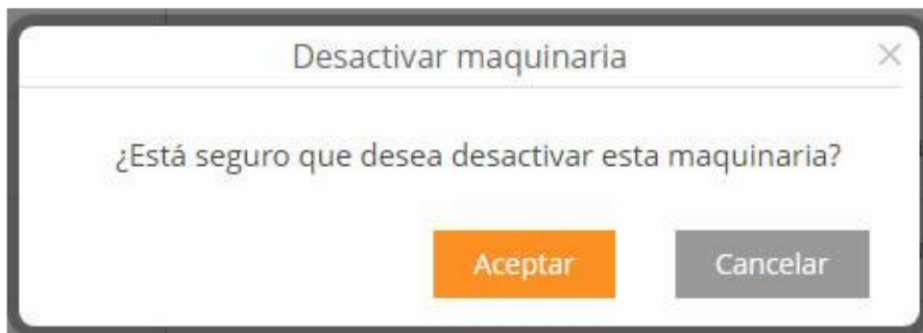 Desactivar maquinaria
¿Está seguro que desea desactivar esta maquinaria?
Aceptar Cancelar